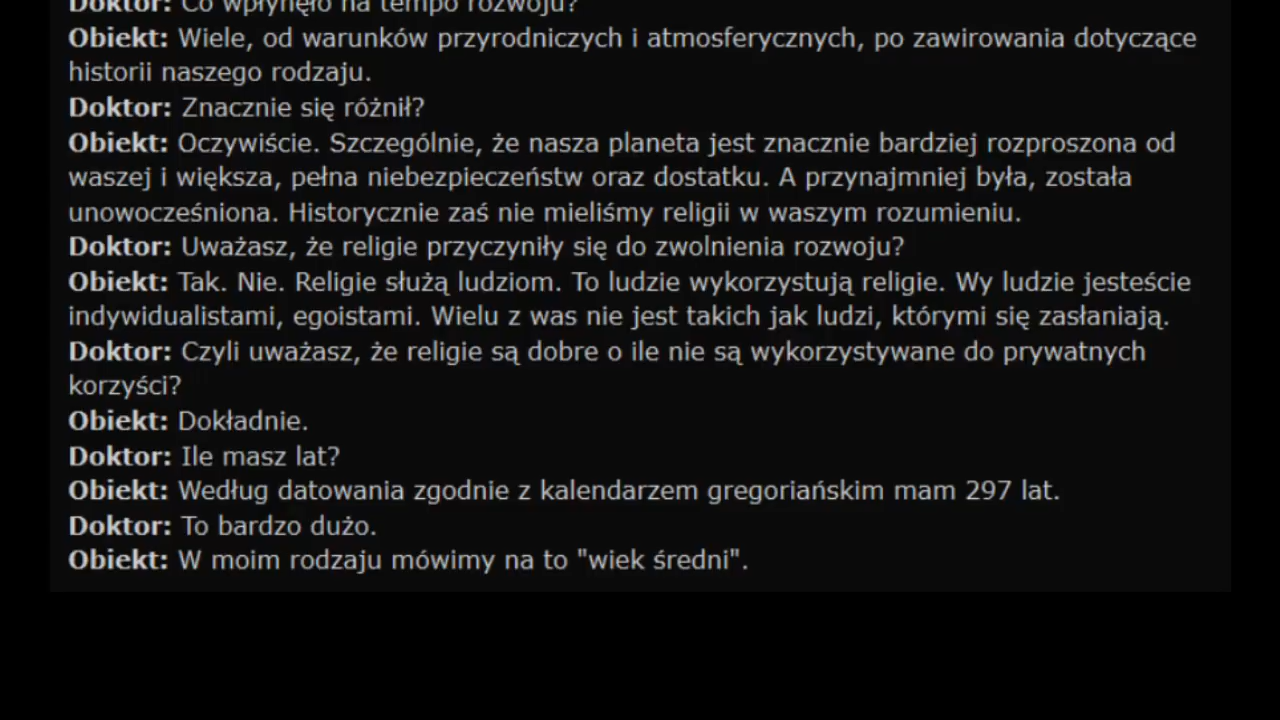 Doktor: Co wpłynęło na tempo rozwoju?
Obiekt: Wiele, od warunków przyrodniczych i atmosferycznych, po zawirowania dotyczące
historii naszego rodzaju.
Doktor: Znacznie się różnił?
Obiekt: Oczywiście. Szczególnie, że nasza planeta jest znacznie bardziej rozproszona od
waszej i większa, pełna niebezpieczeństw oraz dostatku. A przynajmniej była, została
unowocześniona. Historycznie zaś nie mieliśmy religii w waszym rozumieniu.
Doktor: Uważasz, że religie przyczyniły się do zwolnienia rozwoju?
Obiekt: Tak. Nie. Religie służą ludziom. To ludzie wykorzystują religie. Wy ludzie jesteście
indywidualistami, egoistami. Wielu z was nie jest takich jak ludzi, którymi się zasłaniają.
Doktor: Czyli uważasz, że religie są dobre o ile nie są wykorzystywane do prywatnych
korzyści?
Obiekt: Dokładnie.
Doktor: Ile masz lat?
Obiekt: Według datowania zgodnie z kalendarzem gregoriańskim mam 297 lat.
Doktor: To bardzo dużo.
Obiekt: W moim rodzaju mówimy na to "wiek średni".